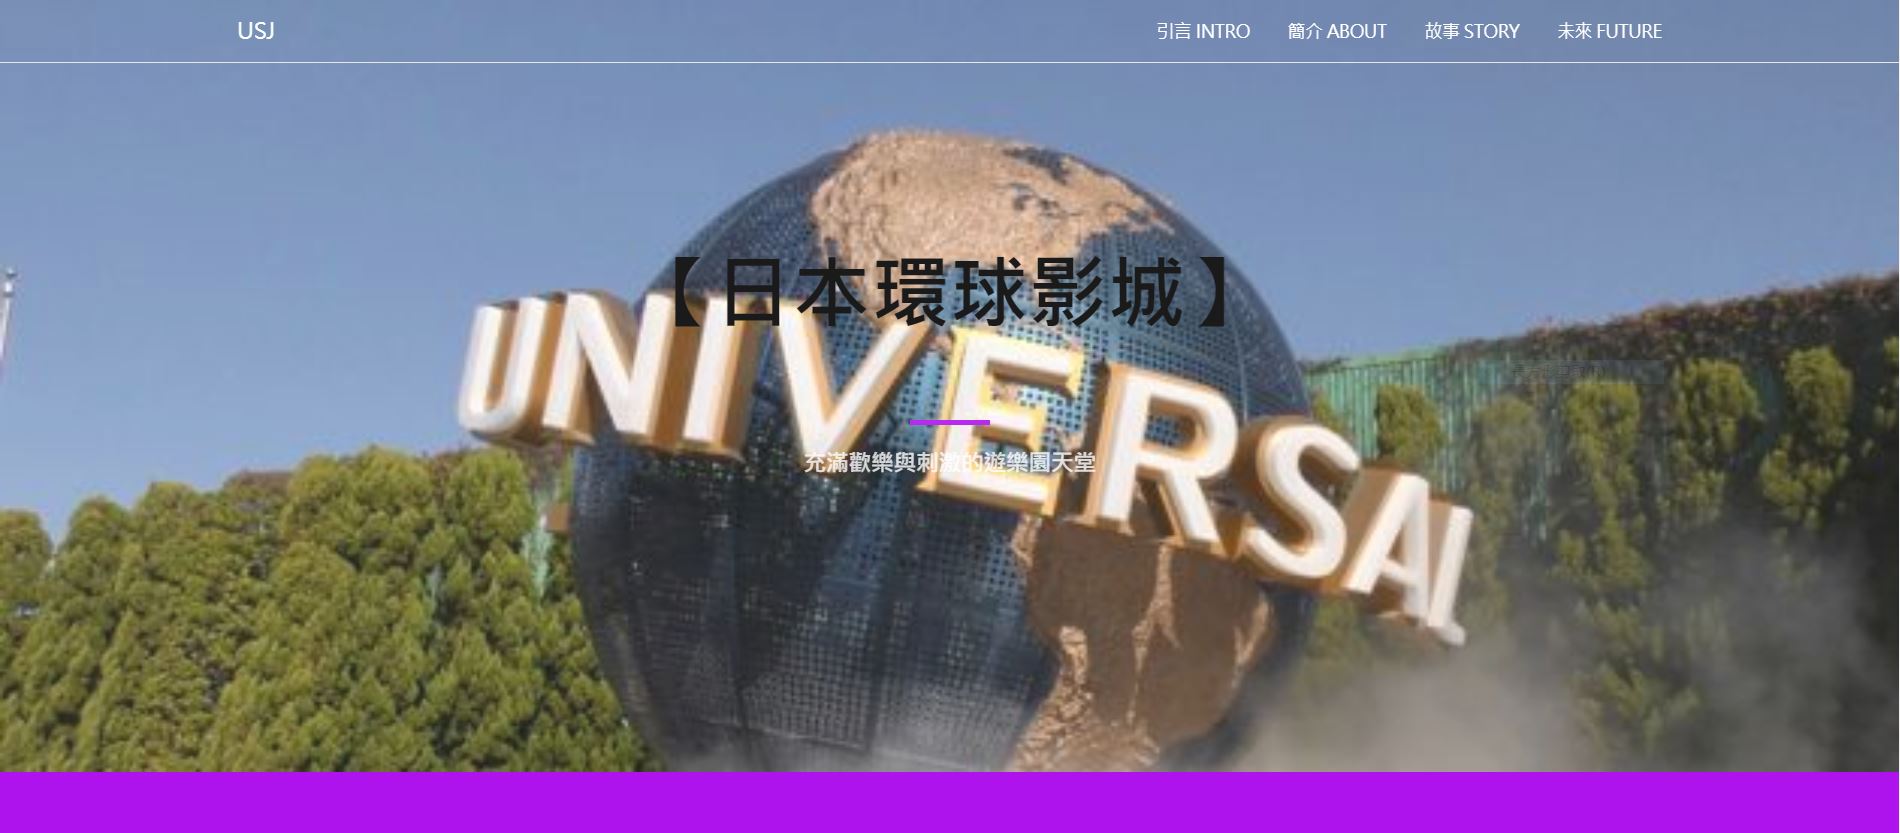 USJ
引言 INTRO
簡介 ABOUT
故事 STORY
未來 FUTURE
【日本環球影城】
UNIVERSAL
充滿歡樂與刺激的遊樂園天堂